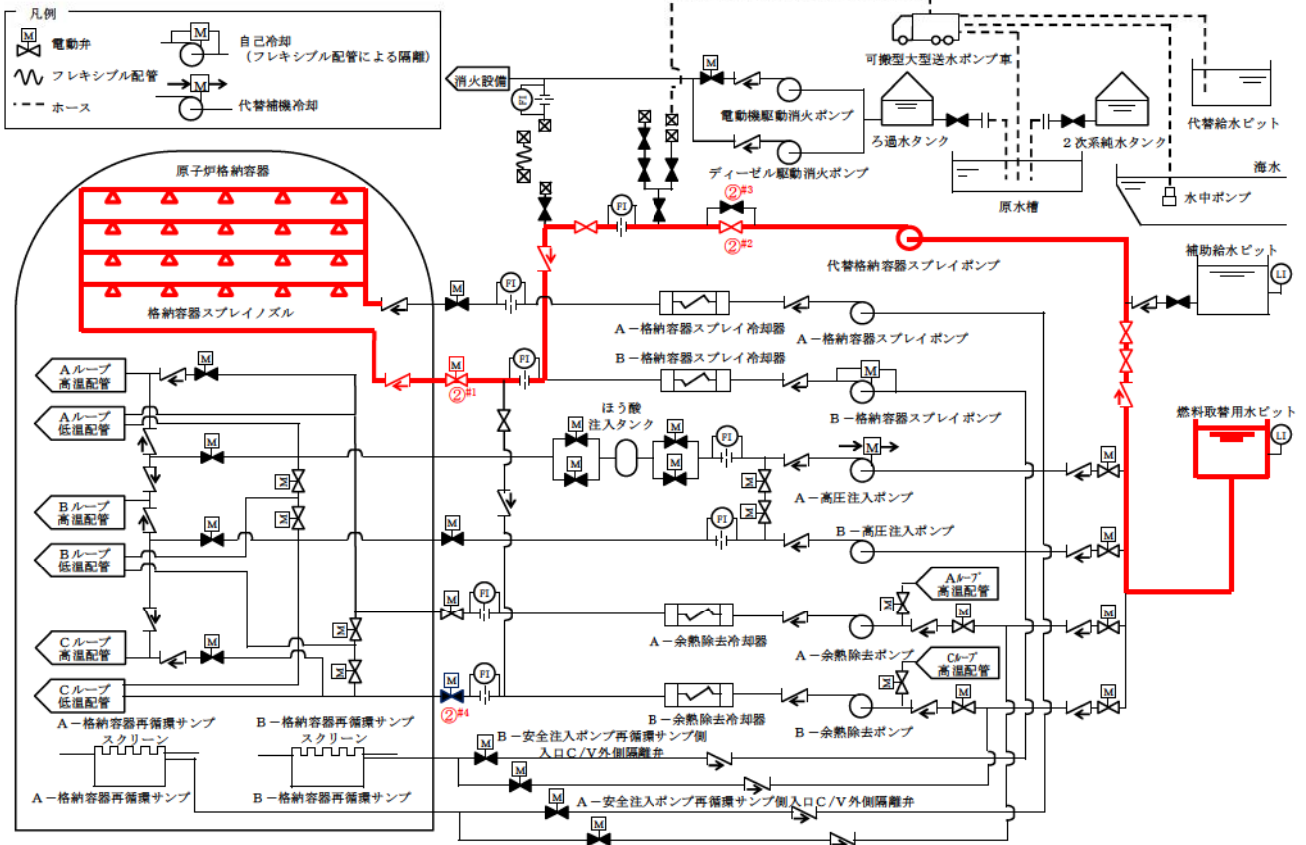 凡例
M
電動弁
フレキシブル配管
ホース
自己冷却
（フレキシブル配管による隔離）
M
代替補機冷却
消火設備
M
電動機駆動消火ポンプ
ディーゼル駆動消火ポンプ
ろ過水タンク
可搬型大型送水ポンプ車
2次系純水タンク
原水槽
代替給水ピット
海水
水中ポンプ
原子炉格納容器
格納容器スプレイノズル
②#3
FI
②#2
代替格納容器スプレイポンプ
補助給水ピット
LI
M
FI
A－格納容器スプレイ冷却器
A－格納容器スプレイポンプ
B－格納容器スプレイ冷却器
M
FI
②#1
M
B－格納容器スプレイポンプ
燃料取替用水ピット
LI
Aループ
高温配管
M
Aループ
低温配管
ほう酸
注入タンク
M
M
M
M
FI
M
A－高圧注入ポンプ
M
M
M
M
Bループ
高温配管
M
M
M
FI
M
B－高圧注入ポンプ
M
Bループ
低温配管
M
FI
A－余熱除去冷却器
A－余熱除去ポンプ
Aループ
高温配管
M
M
M
M
Cループ
高温配管
M
M
Cループ
低温配管
M
②#4
FI
B－余熱除去冷却器
B－余熱除去ポンプ
Cループ
高温配管
M
M
M
A－格納容器再循環サンプ
スクリーン
B－格納容器再循環サンプ
スクリーン
A－格納容器再循環サンプ
B－格納容器再循環サンプ
B－安全注入ポンプ再循環サンプ側
入口C/V外側隔離弁
M
M
A－安全注入ポンプ再循環サンプ側入口C/V外側隔離弁
M
M